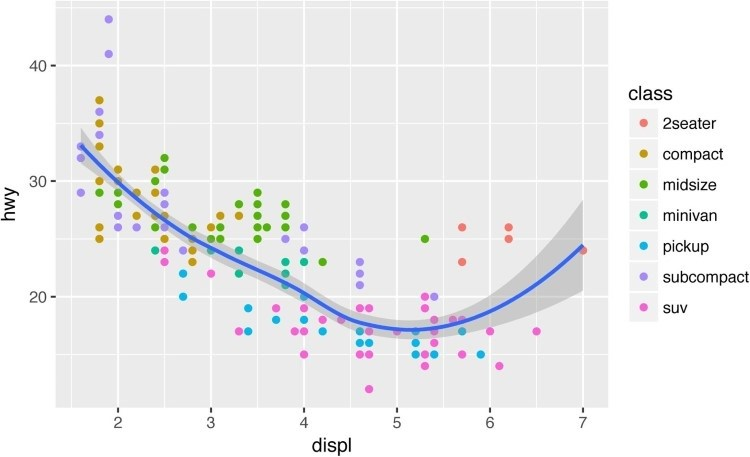 hwy
40
30
20
2
3
4
5
6
7
displ
class
2seater
compact
midsize
minivan
pickup
subcompact
suv